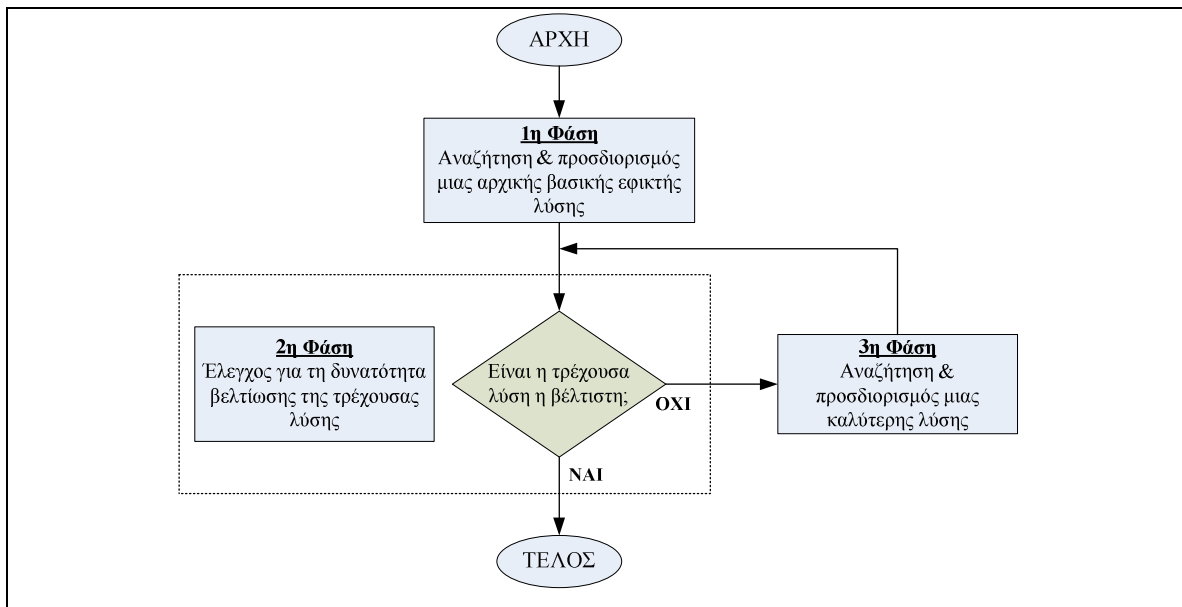 ΑΡΧΗ
1η Φάση
Αναζήτηση & προσδιορισμός
μιας αρχικής βασικής εφικτής
λύσης
2η Φάση
Έλεγχος για τη δυνατότητα
βελτίωσης της τρέχουσας
λύσης
Είναι η τρέχουσα
λύση η βέλτιστη;
ΟΧΙ
3η Φάση
Αναζήτηση &
προσδιορισμός μιας
καλύτερης λύσης
ΝΑΙ
ΤΕΛΟΣ